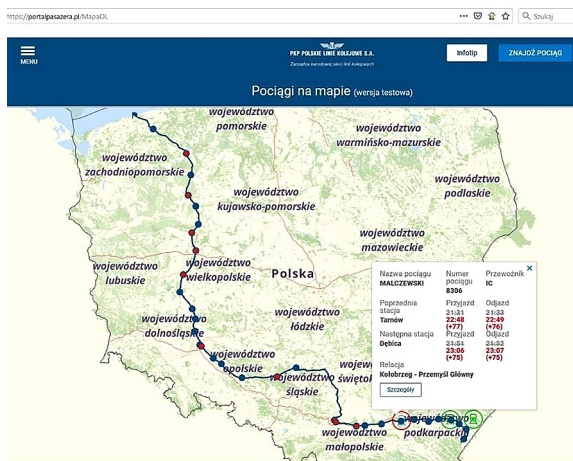 https://portalpasazera.pl/MapaOL
Szukaj
MENU
PKP POLSKIE LINIE KOLEJOWE S.A.
Zarządca narodowej sieci linii kolejowych
Infotip
ZNAJDŹ POCIĄG
Pociągi na mapie (wersja testowa)
województwo
pomorskie
województwo
warmińsko-mazurskie
województwo
zachodniopomorskie
województwo
podlaskie
województwo
kujawsko-pomorskie
województwo
mazowieckie
województwo
lubuskie
województwo
wielkopolskie
Polska
województwo
łódzkie
województwo
dolnośląskie
województwo
opolskie
województwo
śląskie
województwo
małopolskie
województwo
podkarpackie
Nazwa pociągu
MALCZEWSKI
Numer
pociągu
8306
Przewoźnik
IC
Poprzednia
stacja
Tarnów
Przyjazd
21:31
22:48
(+77)
Odjazd
21:33
22:49
(+76)
Następna stacja
Dębica
Przyjazd
21:51
23:06
(+75)
Odjazd
21:52
23:07
(+75)
Relacja
Kołobrzeg - Przemyśl Główny
Szczegóły